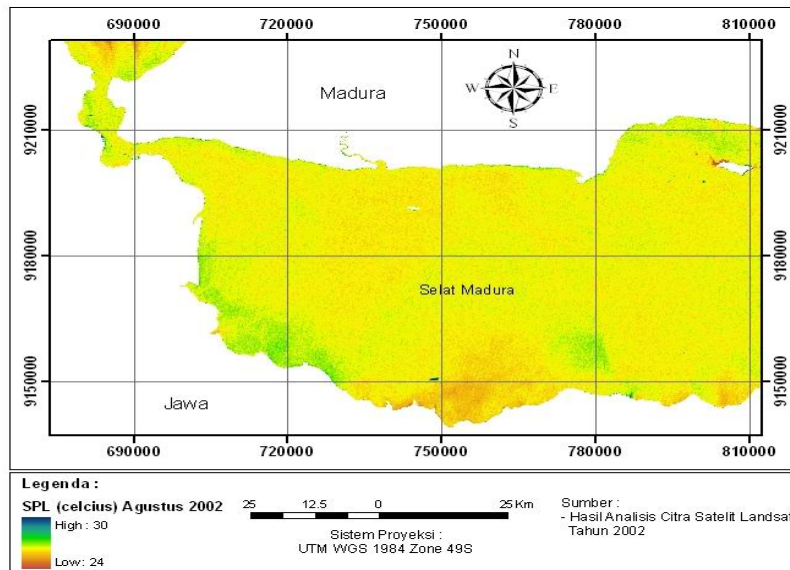 690000 720000 750000 780000 810000
Madura
N
W E
S
9210000 9210000
9180000 9180000
Selat Madura
9150000 9150000
Jawa
690000 720000 750000 780000 810000
Legenda :
SPL (celcius) Agustus 2002
High : 30
Low: 24
25 12.5 0 25 Km
Sistem Proyeksi :
UTM WGS 1984 Zone 49S
Sumber :
- Hasil Analisis Citra Satelit Landsa
Tahun 2002